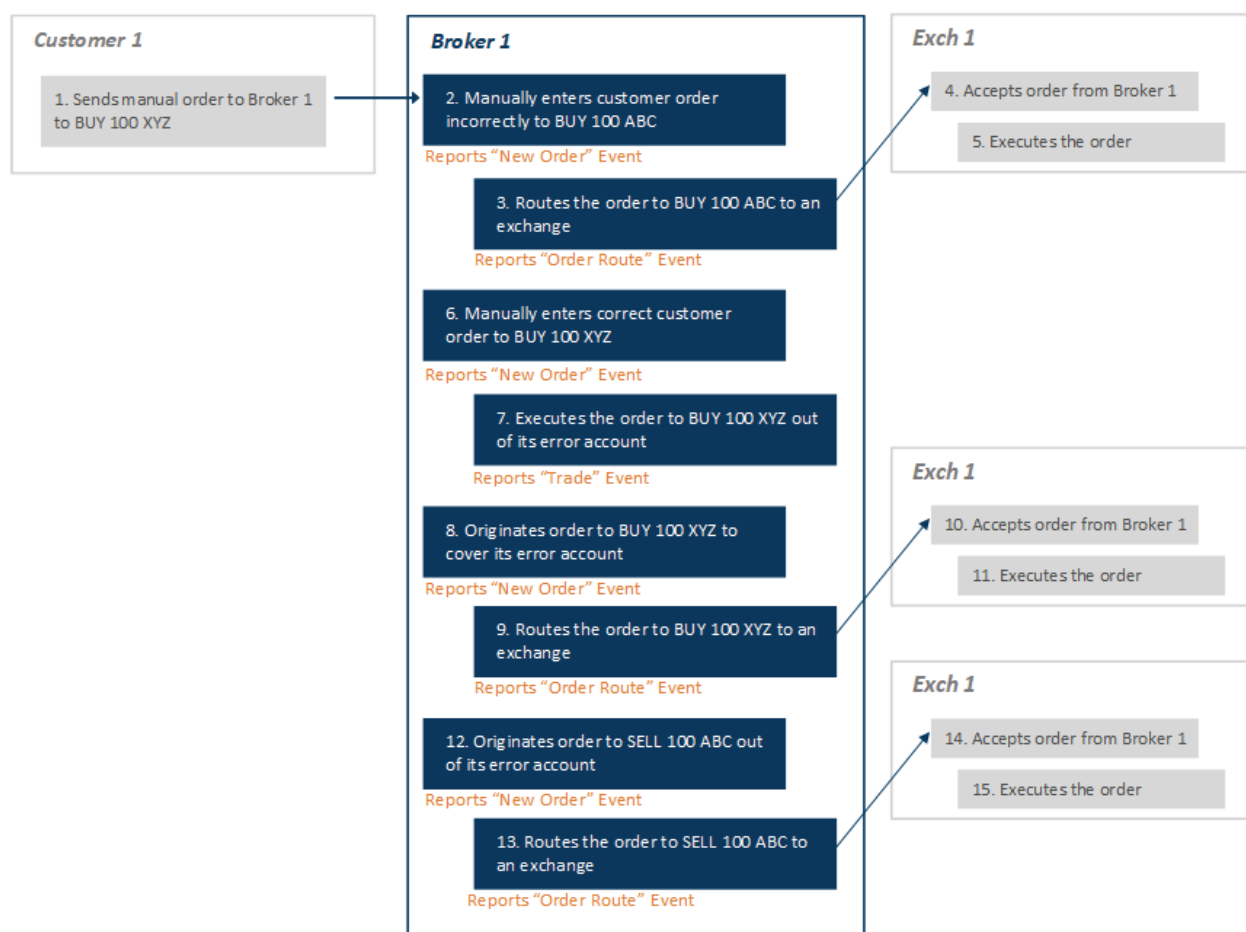 Customer 1
1. Sends manual order to Broker 1
to BUY 100 XYZ
Broker 1
2. Manually enters customer order
incorrectly to BUY 100 ABC
Reports “New Order” Event
3. Routes the order to BUY 100 ABC to an
exchange
Reports “Order Route” Event
Exch 1
4. Accepts order from Broker 1
5. Executes the order
6. Manually enters correct customer
order to BUY 100 XYZ
Reports “New Order” Event
7. Executes the order to BUY 100 XYZ out
of its error account
Reports “Trade” Event
8. Originates order to BUY 100 XYZ to
cover its error account
Reports “New Order” Event
9. Routes the order to BUY 100 XYZ to an
exchange
Reports “Order Route” Event
Exch 1
10. Accepts order from Broker 1
11. Executes the order
12. Originates order to SELL 100 ABC out
of its error account
Reports “New Order” Event
13. Routes the order to SELL 100 ABC to
an exchange
Reports “Order Route” Event
Exch 1
14. Accepts order from Broker 1
15. Executes the order